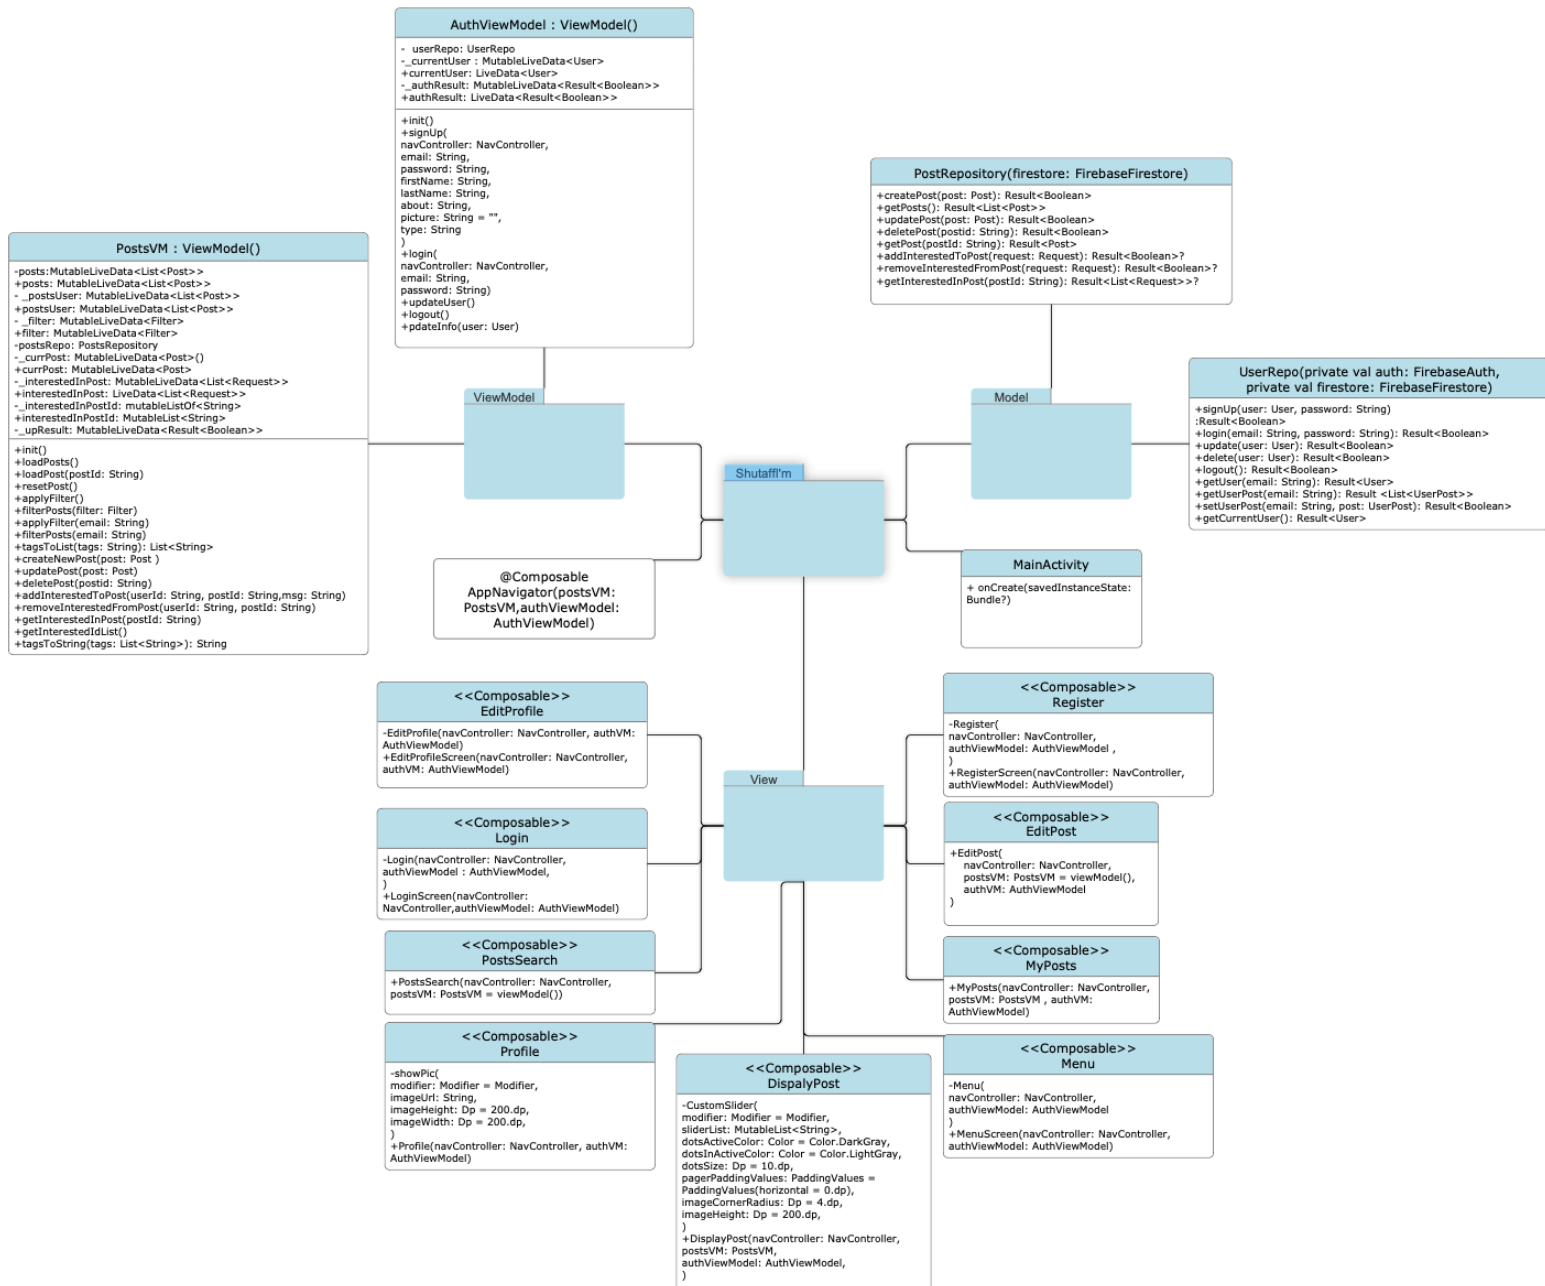 AuthViewModel : ViewModel()
- userRepo: UserRepo
-_currentUser : MutableLiveData<User>
+currentUser: LiveData<User>
-_authResult: MutableLiveData<Result<Boolean>>
+authResult: LiveData<Result<Boolean>>
+init()
+signUp(
navController: NavController,
email: String,
password: String,
firstName: String,
lastName: String,
about: String,
picture: String = "",
type: String
)
+login(
navController: NavController,
email: String,
password: String)
+updateUser()
+logout()
+pdateInfo(user: User)
PostRepository(firestore: FirebaseFirestore)
+createPost(post: Post): Result<Boolean>
+getPosts(): Result<List<Post>>
+updatePost(post: Post): Result<Boolean>
+deletePost(postid: String): Result<Boolean>
+getPost(postId: String): Result<Post>
+addInterestedToPost(request: Request): Result<Boolean>?
+removeInterestedFromPost(request: Request): Result<Boolean>?
+getInterestedInPost(postId: String): Result<List<Request>>?
PostsVM : ViewModel()
-posts:MutableLiveData<List<Post>>
+posts: MutableLiveData<List<Post>>
- _postsUser: MutableLiveData<List<Post>>
+postsUser: MutableLiveData<List<Post>>
- _filter: MutableLiveData<Filter>
+filter: MutableLiveData<Filter>
-postsRepo: PostsRepository
-_currPost: MutableLiveData<Post>()
+currPost: MutableLiveData<Post>
-_interestedInPost: MutableLiveData<List<Request>>
+interestedInPost: LiveData<List<Request>>
-_interestedInPostId: mutableListOf<String>
+interestedInPostId: MutableList<String>
-_upResult: MutableLiveData<Result<Boolean>>
+init()
+loadPosts()
+loadPost(postId: String)
+resetPost()
+applyFilter()
+filterPosts(filter: Filter)
+applyFilter(email: String)
+filterPosts(email: String)
+tagsToList(tags: String): List<String>
+createNewPost(post: Post )
+updatePost(post: Post)
+deletePost(postid: String)
+addInterestedToPost(userId: String, postId: String,msg: String)
+removeInterestedFromPost(userId: String, postId: String)
+getInterestedInPost(postId: String)
+getInterestedIdList()
+tagsToString(tags: List<String>): String
ViewModel
Model
UserRepo(private val auth: FirebaseAuth,
private val firestore: FirebaseFirestore)
+signUp(user: User, password: String)
:Result<Boolean>
+login(email: String, password: String): Result<Boolean>
+update(user: User): Result<Boolean>
+delete(user: User): Result<Boolean>
+logout(): Result<Boolean>
+getUser(email: String): Result<User>
+getUserPost(email: String): Result <List<UserPost>>
+setUserPost(email: String, post: UserPost): Result<Boolean>
+getCurrentUser(): Result<User>
Shutaffl'm
@Composable
AppNavigator(postsVM:
PostsVM,authViewModel:
AuthViewModel)
MainActivity
+ onCreate(savedInstanceState:
Bundle?)
<<Composable>>
EditProfile
-EditProfile(navController: NavController, authVM:
AuthViewModel)
+EditProfileScreen(navController: NavController,
authVM: AuthViewModel)
<<Composable>>
Register
-Register(
navController: NavController,
authViewModel: AuthViewModel ,
)
+RegisterScreen(navController: NavController,
authViewModel: AuthViewModel)
View
<<Composable>>
Login
-Login(navController: NavController,
authViewModel : AuthViewModel,
)
+LoginScreen(navController:
NavController,authViewModel: AuthViewModel)
<<Composable>>
EditPost
+EditPost(
navController: NavController,
postsVM: PostsVM = viewModel(),
authVM: AuthViewModel
)
<<Composable>>
PostsSearch
+PostsSearch(navController: NavController,
postsVM: PostsVM = viewModel())
<<Composable>>
MyPosts
+MyPosts(navController: NavController,
postsVM: PostsVM , authVM:
AuthViewModel)
<<Composable>>
Profile
-showPic(
modifier: Modifier = Modifier,
imageUrl: String,
imageHeight: Dp = 200.dp,
imageWidth: Dp = 200.dp,
)
+Profile(navController: NavController, authVM:
AuthViewModel)
<<Composable>>
DispalyPost
-CustomSlider(
modifier: Modifier = Modifier,
sliderList: MutableList<String>,
dotsActiveColor: Color = Color.DarkGray,
dotsInActiveColor: Color = Color.LightGray,
dotsSize: Dp = 10.dp,
pagerPaddingValues: PaddingValues =
PaddingValues(horizontal = 0.dp),
imageCornerRadius: Dp = 4.dp,
imageHeight: Dp = 200.dp,
)
+DisplayPost(navController: NavController,
postsVM: PostsVM,
authViewModel: AuthViewModel,
)
<<Composable>>
Menu
-Menu(
navController: NavController,
authViewModel: AuthViewModel
)
+MenuScreen(navController: NavController,
authViewModel: AuthViewModel)